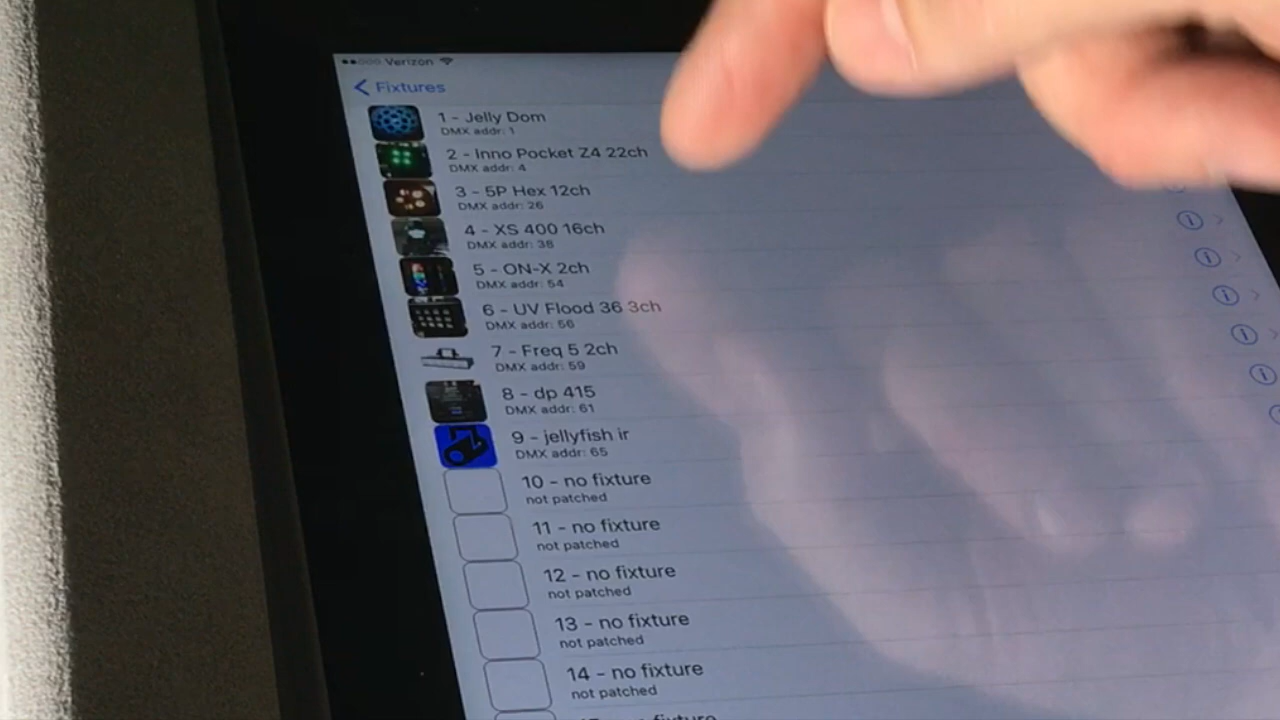 Verizon
Fixtures
1 - Jelly Dom
DMX addr: 1
2 - Inno Pocket Z4 22ch
DMX addr: 4
3 - 5P Hex 12ch
DMX addr: 26
4 - XS 400 16ch
DMX addr: 38
5 - ON-X 2ch
DMX addr: 54
6 - UV Flood 36 3ch
DMX addr: 56
7 - Freq 5 2ch
DMX addr: 59
8 - dp 415
DMX addr: 61
9 - jellyfish ir
DMX addr: 65
10 - no fixture
not patched
11 - no fixture
not patched
12 - no fixture
not patched
13 - no fixture
not patched
14 - no fixture
not patched